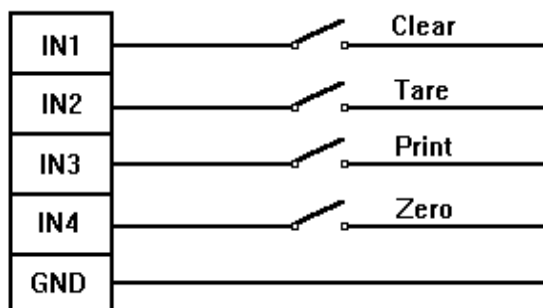 IN1 Clear
IN2 Tare
IN3 Print
IN4 Zero
GND